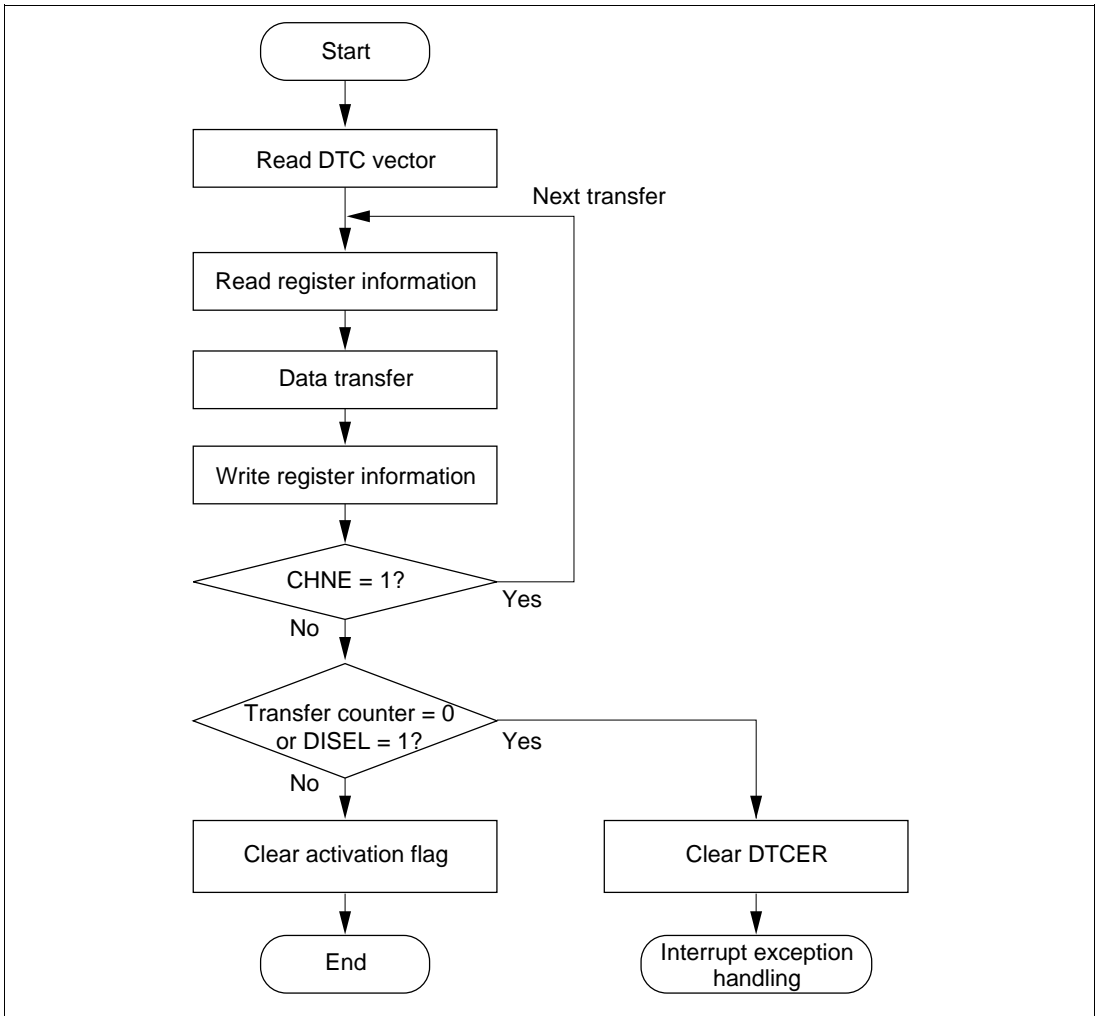 Start
Read DTC vector
Next transfer
Read register information
Data transfer
Write register information
CHNE = 1?
Yes
No
Transfer counter = 0
or DISEL = 1?
Yes
No
Clear activation flag
Clear DTCER
End
Interrupt exception
handling